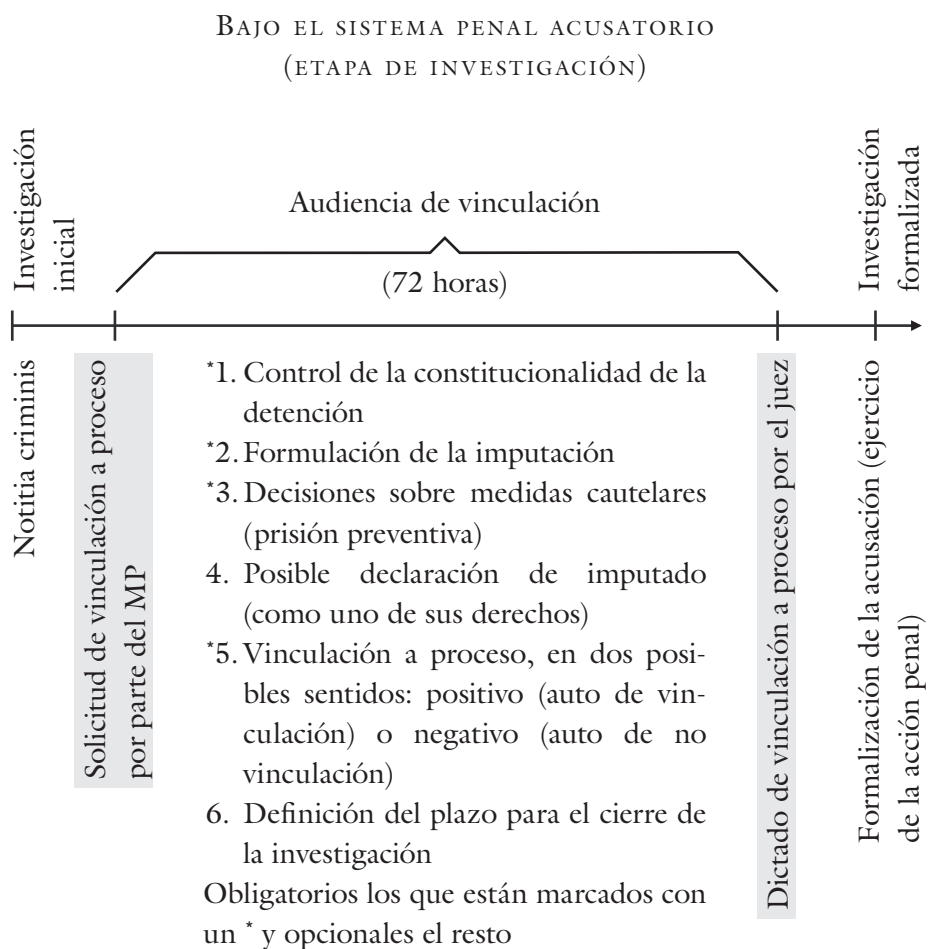 BAJO EL SISTEMA PENAL ACUSATORIO
(ETAPA DE INVESTIGACIÓN)
Investigación
inicial
Audiencia de vinculación
(72 horas)
Investigación
formalizada
Notitia criminis
Solicitud de vinculación a proceso
por parte del MP
*1. Control de la constitucionalidad de la
detención
*2. Formulación de la imputación
*3. Decisiones sobre medidas cautelares
(prisión preventiva)
4. Posible declaración de imputado
(como uno de sus derechos)
*5. Vinculación a proceso, en dos posi-
bles sentidos: positivo (auto de vin-
culación) o negativo (auto de no
vinculación)
6. Definición del plazo para el cierre de
la investigación
Obligatorios los que están marcados con
un * y opcionales el resto
Dictado de vinculación a proceso por el juez
Formalización de la acusación (ejercicio
de la acción penal)